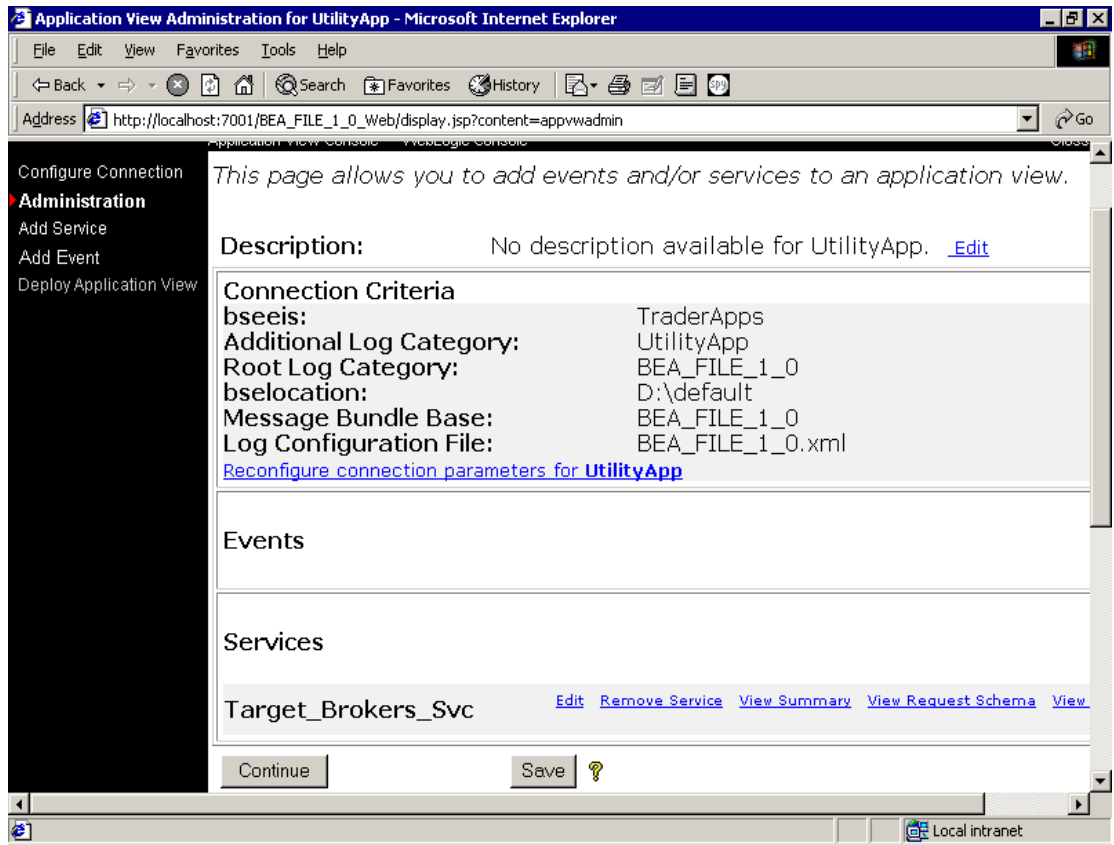 Application View Administration for UtilityApp - Microsoft Internet Explorer
File Edit View Favorites Tools Help
Back Search Favorites History
Address http://localhost:7001/BEA_FILE_1_0_Web/display.jsp?content=appvwadmin Go
Application View Console WebLogic Console
Configure Connection
Administration
Add Service
Add Event
Deploy Application View
This page allows you to add events and/or services to an application view.
Description: No description available for UtilityApp. Edit
Connection Criteria
bseeis: TraderApps
Additional Log Category: UtilityApp
Root Log Category: BEA_FILE_1_0
bselocation: D:\default
Message Bundle Base: BEA_FILE_1_0
Log Configuration File: BEA_FILE_1_0.xml
Reconfigure connection parameters for UtilityApp
Events
Services
Target_Brokers_Svc Edit Remove Service View Summary View Request Schema View
Continue Save ?
Local intranet